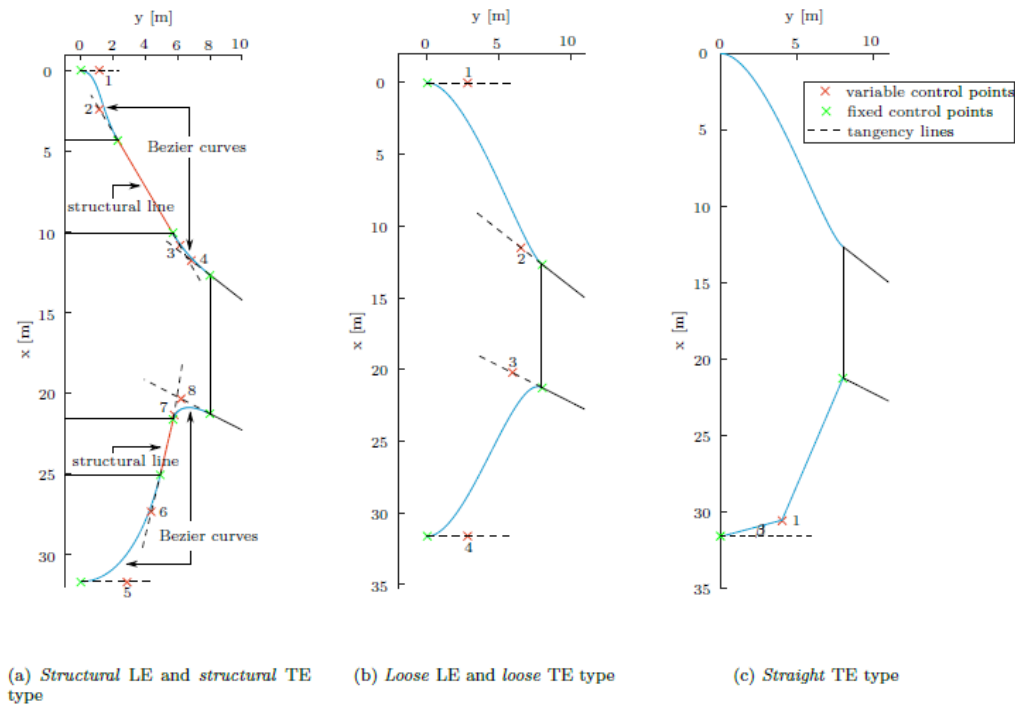 y [m]
0 2 4 6 8 10
0
5
10
15
20
25
30
x [m]
1
2
Bezier curves
structural line
3
4
8
7
structural line
6
Bezier curves
5
y [m]
0 5 10
0
5
10
15
20
25
30
35
x [m]
1
2
3
4
y [m]
0 5 10
0
5
10
15
20
25
30
35
x [m]
variable control points
fixed control points
tangency lines
1
β
(a) Structural LE and structural TE
type
(b) Loose LE and loose TE type
(c) Straight TE type